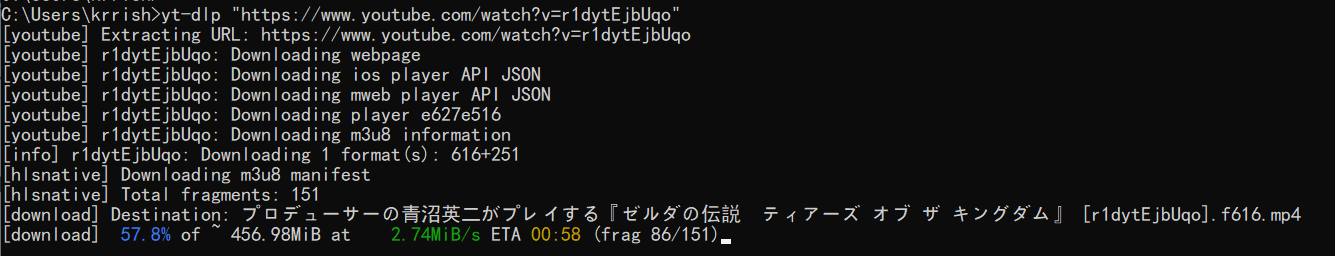 C:\Users\krrish>yt-dlp "https://www.youtube.com/watch?v=r1dytEjbUqo"
[youtube] Extracting URL: https://www.youtube.com/watch?v=r1dytEjbUqo
[youtube] r1dytEjbUqo: Downloading webpage
[youtube] r1dytEjbUqo: Downloading ios player API JSON
[youtube] r1dytEjbUqo: Downloading mweb player API JSON
[youtube] r1dytEjbUqo: Downloading player e627e516
[youtube] r1dytEjbUqo: Downloading m3u8 information
[info] r1dytEjbUqo: Downloading 1 format(s): 616+251
[hlsnative] Downloading m3u8 manifest
[hlsnative] Total fragments: 151
[download] Destination: プロデューサーの青沼英二がプレイする『ゼルダの伝説　ティアーズ オブ ザ キングダム』 [r1dytEjbUqo].f616.mp4
[download]  57.8% of ~ 456.98MiB at    2.74MiB/s ETA 00:58 (frag 86/151)